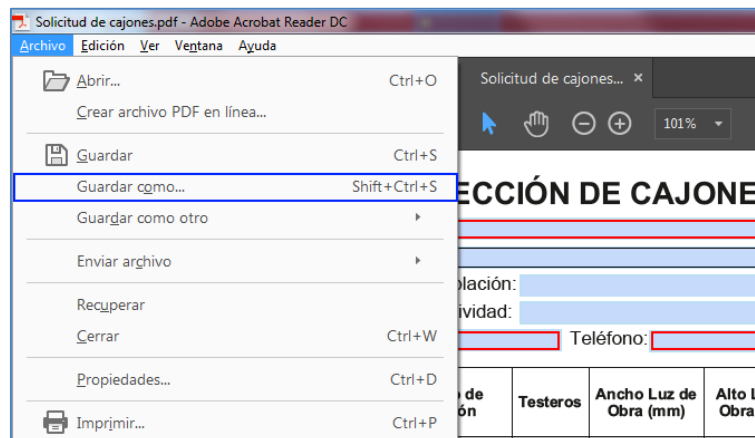 Solicitud de cajones.pdf - Adobe Acrobat Reader DC
Archivo Edición Ver Ventana Ayuda
Abrir... Ctrl+O
Crear archivo PDF en línea...
Guardar Ctrl+S
Guardar como... Shift+Ctrl+S
Guardar como otro
Enviar archivo
Recuperar
Cerrar Ctrl+W
Propiedades... Ctrl+D
Imprimir... Ctrl+P
Solicitud de cajones... ×
101%
ECCIÓN DE CAJONE
blación:
ividad:
Teléfono:
de
ón
Testeros
Ancho Luz de
Obra (mm)
Alto L
Obra